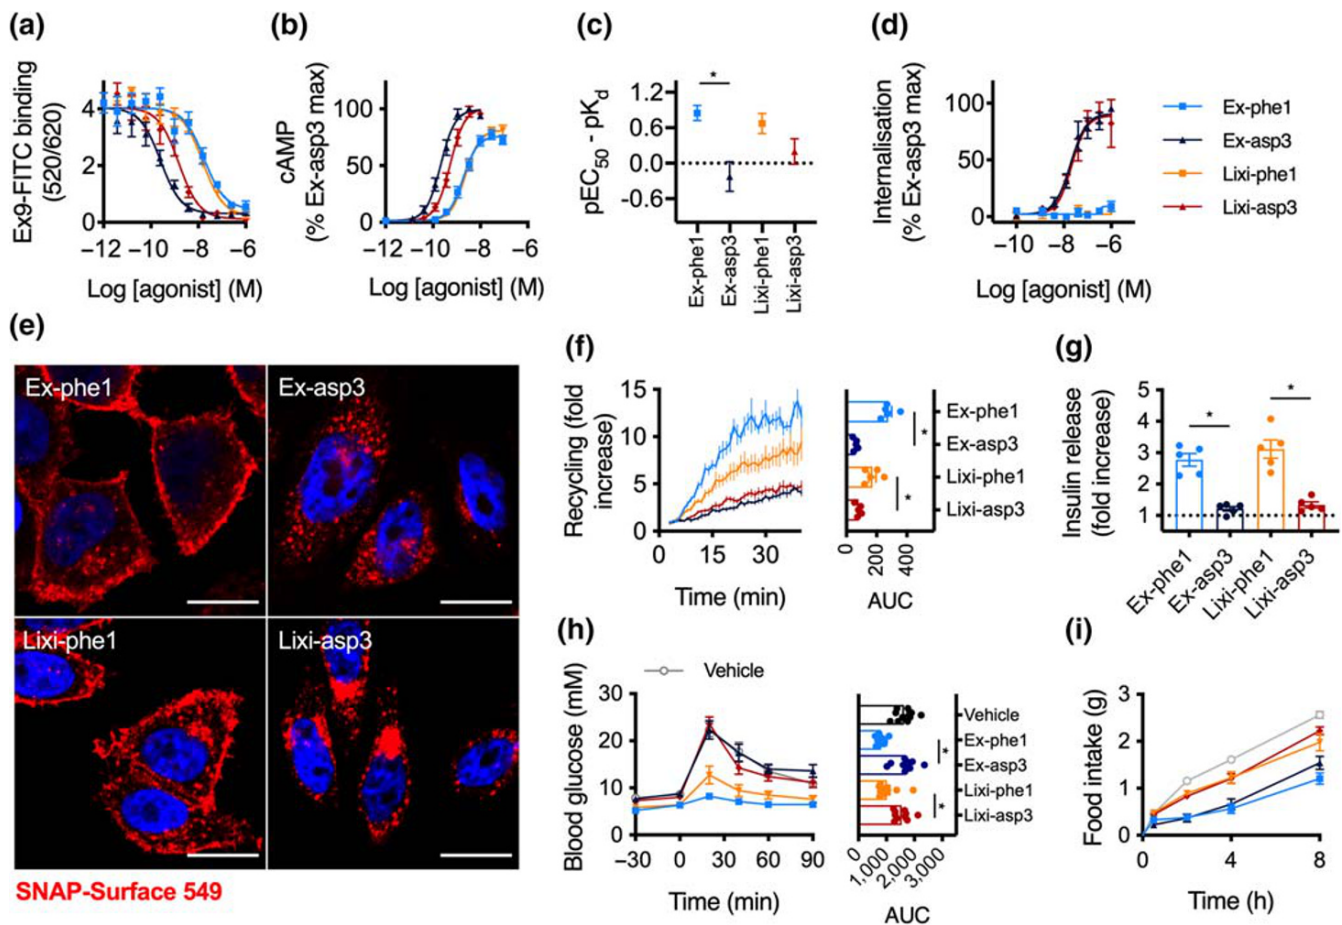 (a)
Ex9-FITC binding
(520/620)
4
2
0
−12 −10 −8 −6
Log [agonist] (M)
(b)
cAMP
(% Ex-asp3 max)
100
50
0
−10 −8 −6
Log [agonist] (M)
(c)
pEC50 - pKd
1.2
0.6
0.0
-0.6
*
Ex-phe1
Ex-asp3
Lixi-phe1
Lixi-asp3
(d)
Internalisation
(% Ex-asp3 max)
100
50
0
−10 −8 −6
Log [agonist] (M)
Ex-phe1
Ex-asp3
Lixi-phe1
Lixi-asp3
(e)
Ex-phe1
Ex-asp3
Lixi-phe1
Lixi-asp3
SNAP-Surface 549
(f)
Recycling (fold
increase)
15
10
5
0
0 15 30
Time (min)
Ex-phe1
Ex-asp3
Lixi-phe1
Lixi-asp3
*
*
0 200 400
AUC
(g)
Insulin release
(fold increase)
5
4
3
2
1
*
*
Ex-phe1
Ex-asp3
Lixi-phe1
Lixi-asp3
(h)
Vehicle
Blood glucose (mM)
30
20
10
0
−30 0 30 60 90
Time (min)
Vehicle
Ex-phe1
Ex-asp3
Lixi-phe1
Lixi-asp3
*
*
0 1,000 2,000 3,000
AUC
(i)
Food intake (g)
3
2
1
0
0 4 8
Time (h)